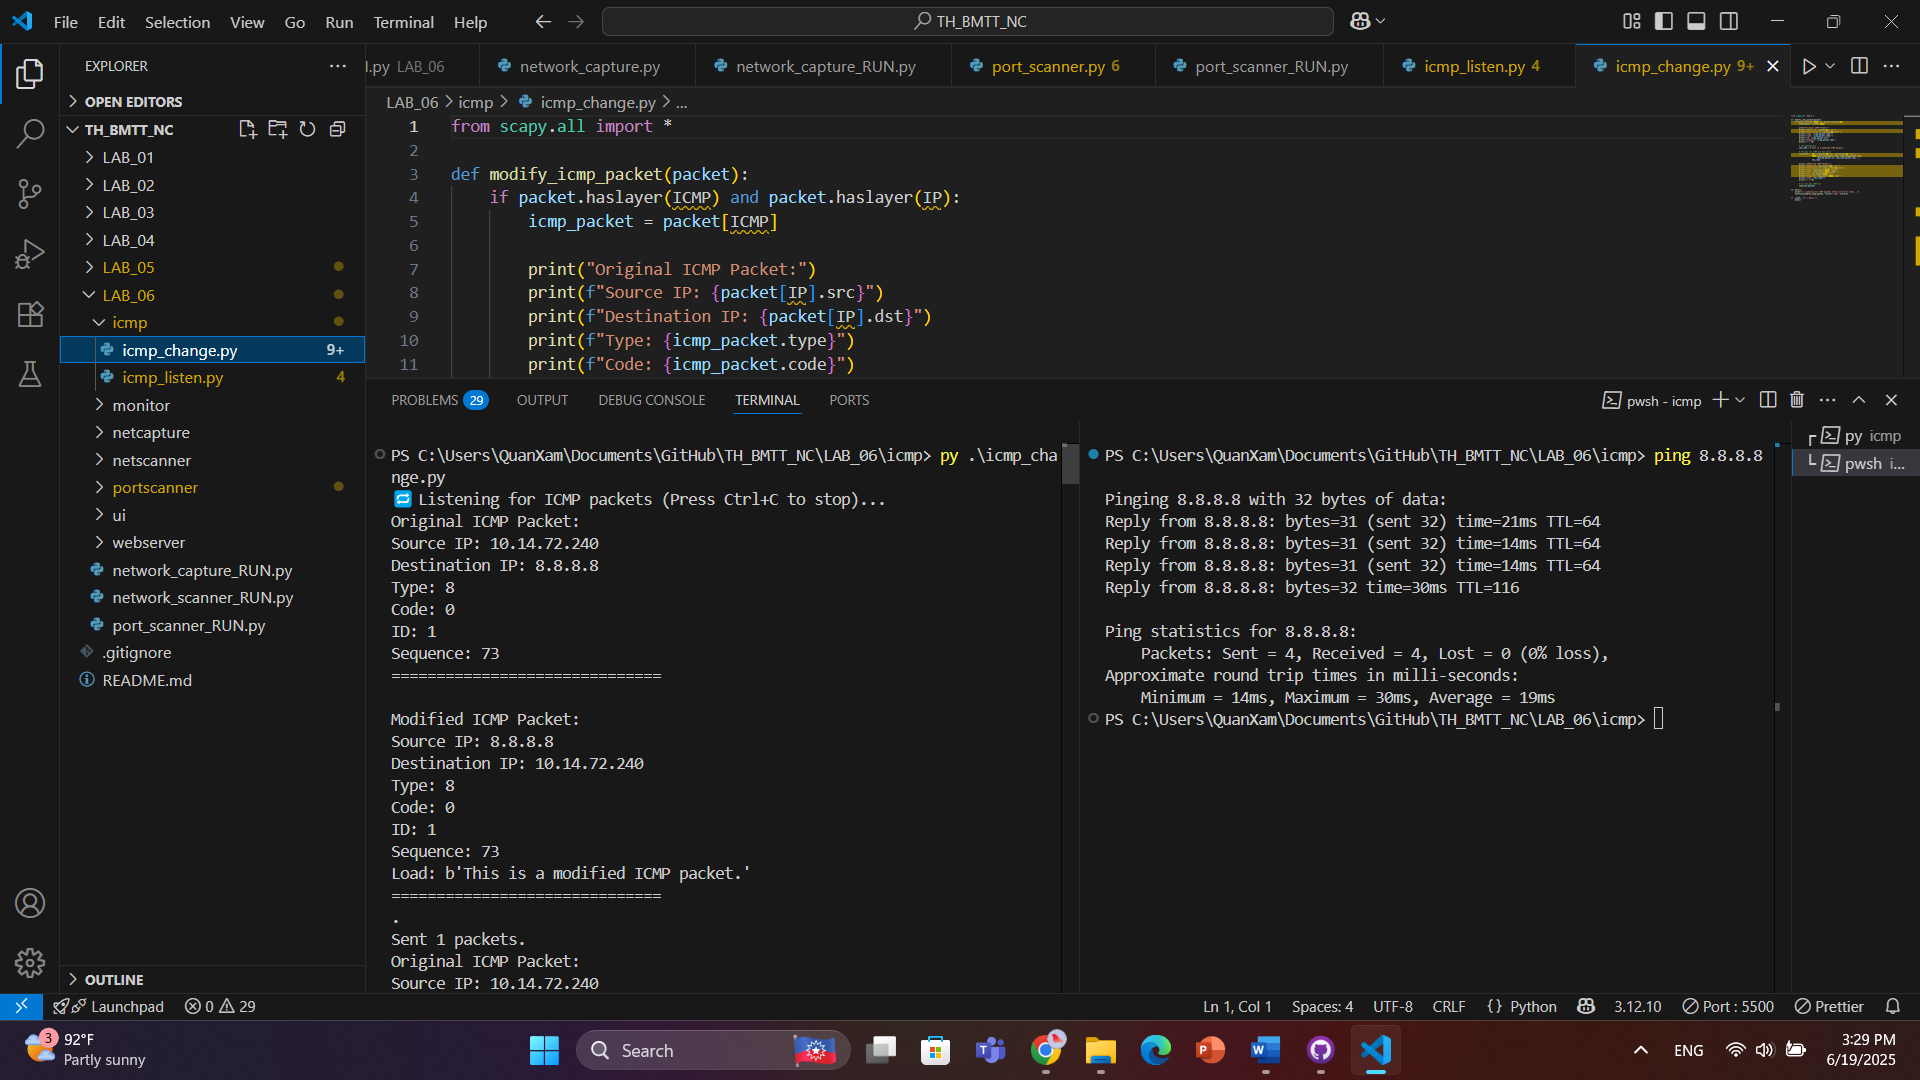 File Edit Selection View Go Run Terminal Help
TH_BMTT_NC
EXPLORER
OPEN EDITORS
TH_BMTT_NC
LAB_01
LAB_02
LAB_03
LAB_04
LAB_05
LAB_06
icmp
icmp_change.py 9+
icmp_listen.py 4
monitor
netcapture
netscanner
portscanner
ui
webserver
network_capture_RUN.py
network_scanner_RUN.py
port_scanner_RUN.py
.gitignore
README.md
OUTLINE
l.py LAB_06 network_capture.py network_capture_RUN.py port_scanner.py 6 port_scanner_RUN.py icmp_listen.py 4 icmp_change.py 9+
LAB_06 > icmp > icmp_change.py > ...
1 from scapy.all import *
2
3 def modify_icmp_packet(packet):
4 if packet.haslayer(ICMP) and packet.haslayer(IP):
5 icmp_packet = packet[ICMP]
6
7 print("Original ICMP Packet:")
8 print(f"Source IP: {packet[IP].src}")
9 print(f"Destination IP: {packet[IP].dst}")
10 print(f"Type: {icmp_packet.type}")
11 print(f"Code: {icmp_packet.code}")
PROBLEMS 29 OUTPUT DEBUG CONSOLE TERMINAL PORTS
pwsh - icmp
PS C:\Users\QuanXam\Documents\GitHub\TH_BMTT_NC\LAB_06\icmp> py .\icmp_cha
nge.py
Listening for ICMP packets (Press Ctrl+C to stop)...
Original ICMP Packet:
Source IP: 10.14.72.240
Destination IP: 8.8.8.8
Type: 8
Code: 0
ID: 1
Sequence: 73
==============================
Modified ICMP Packet:
Source IP: 8.8.8.8
Destination IP: 10.14.72.240
Type: 8
Code: 0
ID: 1
Sequence: 73
Load: b'This is a modified ICMP packet.'
==============================
.
Sent 1 packets.
Original ICMP Packet:
Source IP: 10.14.72.240
PS C:\Users\QuanXam\Documents\GitHub\TH_BMTT_NC\LAB_06\icmp> ping 8.8.8.8
Pinging 8.8.8.8 with 32 bytes of data:
Reply from 8.8.8.8: bytes=31 (sent 32) time=21ms TTL=64
Reply from 8.8.8.8: bytes=31 (sent 32) time=14ms TTL=64
Reply from 8.8.8.8: bytes=31 (sent 32) time=14ms TTL=64
Reply from 8.8.8.8: bytes=32 time=30ms TTL=116
Ping statistics for 8.8.8.8:
Packets: Sent = 4, Received = 4, Lost = 0 (0% loss),
Approximate round trip times in milli-seconds:
Minimum = 14ms, Maximum = 30ms, Average = 19ms
PS C:\Users\QuanXam\Documents\GitHub\TH_BMTT_NC\LAB_06\icmp>
py icmp
pwsh i...
Launchpad 0 29
Ln 1, Col 1 Spaces: 4 UTF-8 CRLF {} Python 3.12.10 Port : 5500 Prettier
3
92°F
Partly sunny
Search
ENG
3:29 PM
6/19/2025